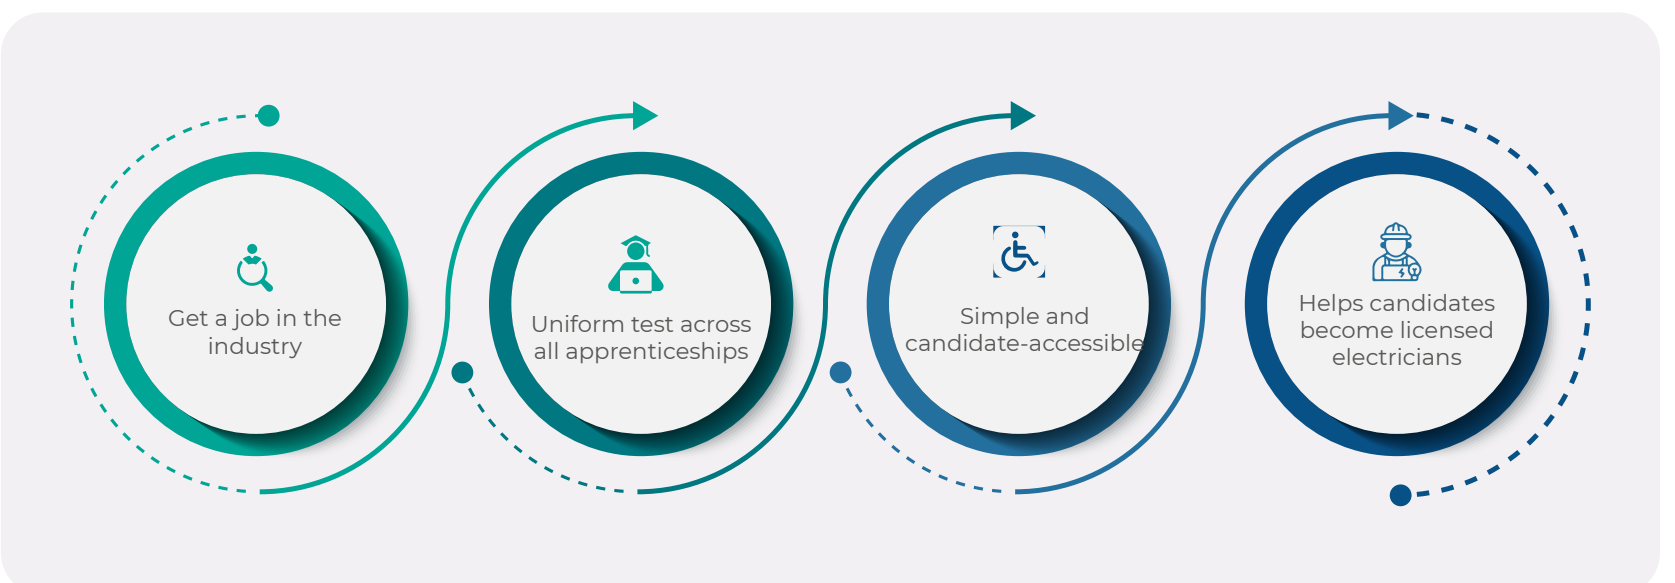 Get a job in the
industry
Uniform test across
all apprenticeships
Simple and
candidate-accessible
Helps candidates
become licensed
electricians